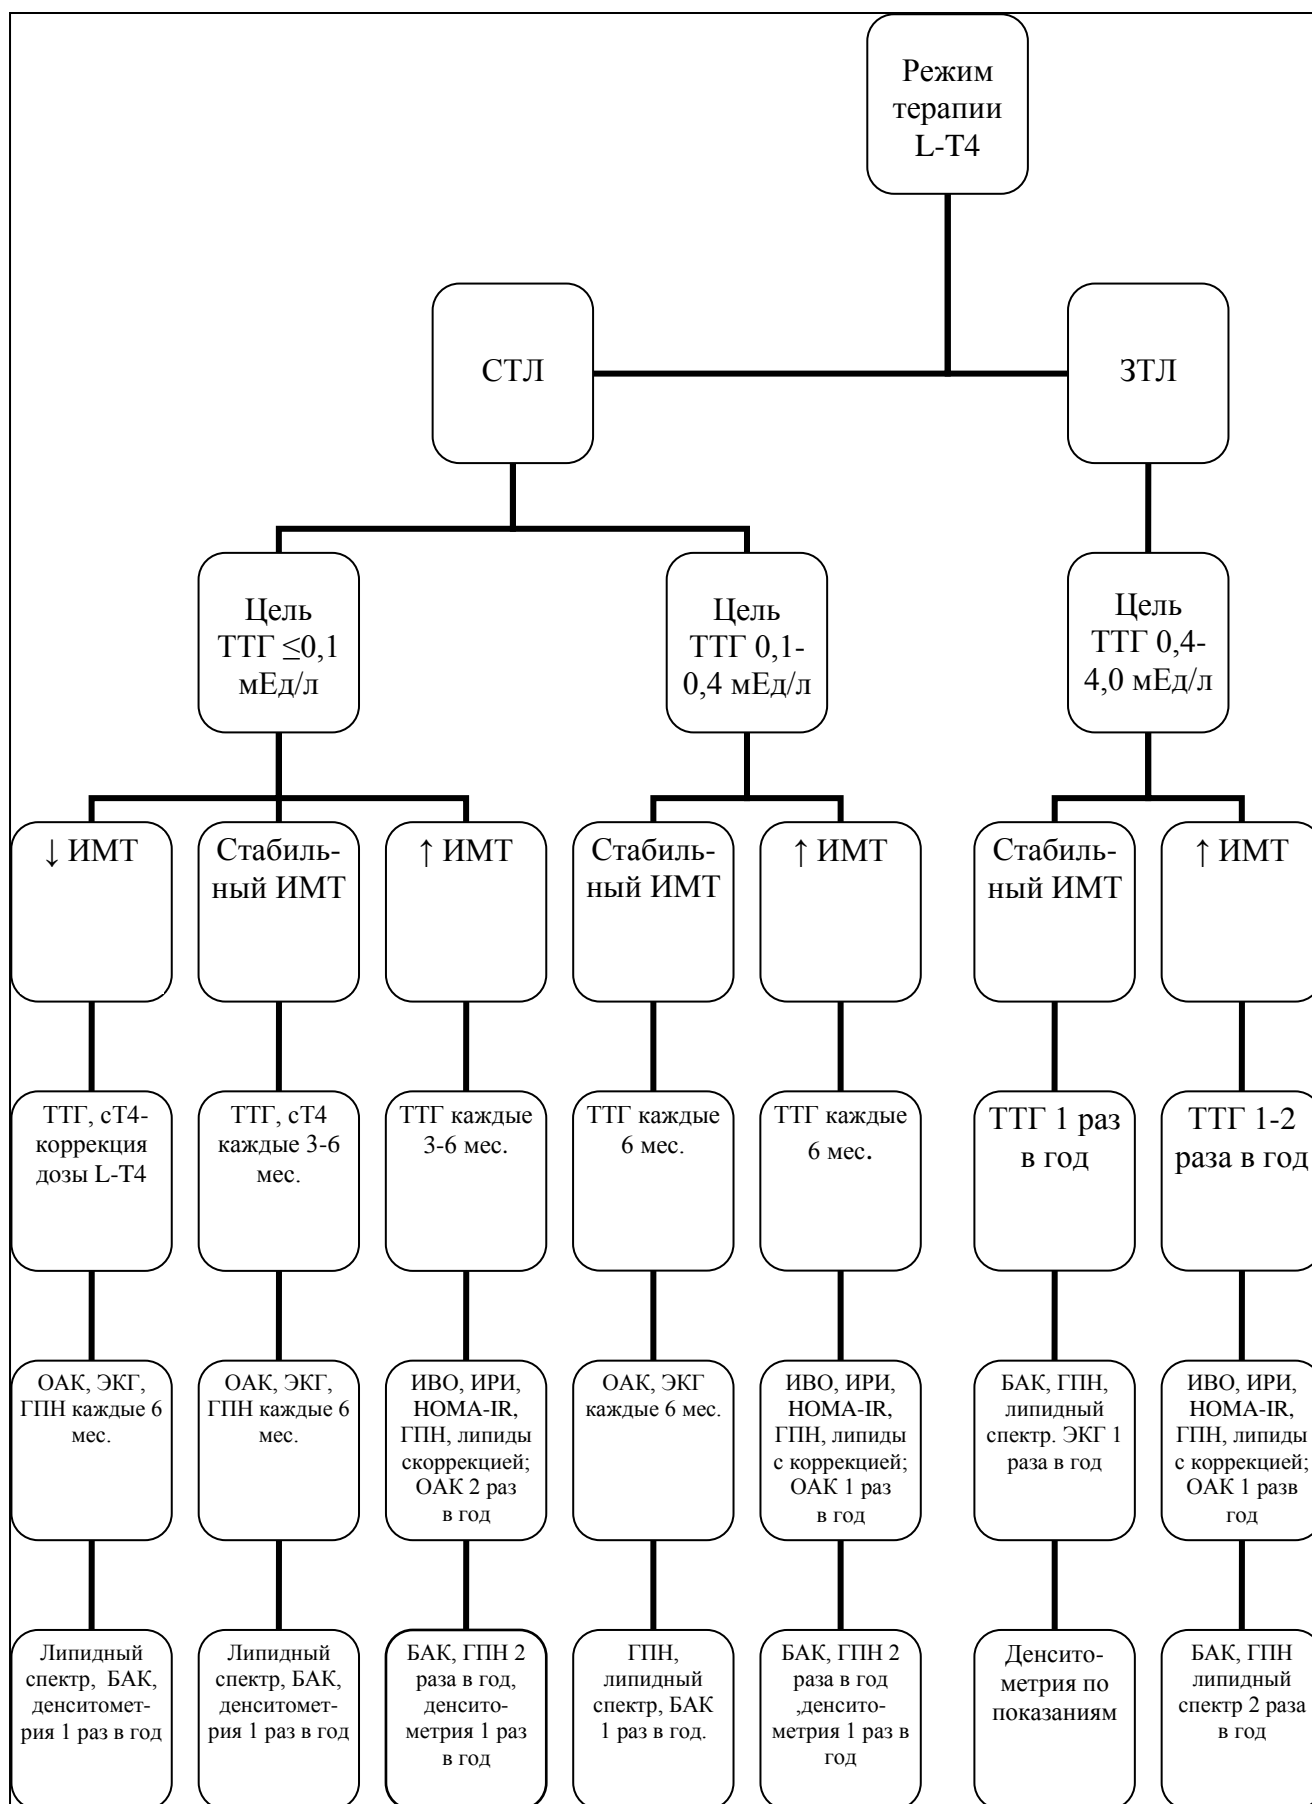 Режим
терапии
L-T4
СТЛ
ЗТЛ
Цель
ТТГ ≤0,1
мЕд/л
Цель
ТТГ 0,1-
0,4 мЕд/л
Цель
ТТГ 0,4-
4,0 мЕд/л
↓ ИМТ
Стабиль-
ный ИМТ
↑ ИМТ
Стабиль-
ный ИМТ
↑ ИМТ
Стабиль-
ный ИМТ
↑ ИМТ
ТТГ, сТ4-
коррекция
дозы L-T4
ТТГ, сТ4
каждые 3-6
мес.
ТТГ каждые
3-6 мес.
ТТГ каждые
6 мес.
ТТГ каждые
6 мес.
ТТГ 1 раз
в год
ТТГ 1-2
раза в год
ОАК, ЭКГ,
ГПН каждые 6
мес.
ОАК, ЭКГ,
ГПН каждые 6
мес.
ИВО, ИРИ,
HOMA-IR,
ГПН, липиды
скоррекцией;
ОАК 2 раз
в год
ОАК, ЭКГ
каждые 6 мес.
ИВО, ИРИ,
HOMA-IR,
ГПН, липиды
с коррекцией;
ОАК 1 раз
в год
БАК, ГПН,
липидный
спектр. ЭКГ 1
раза в год
ИВО, ИРИ,
HOMA-IR,
ГПН, липиды
с коррекцией;
ОАК 1 разв
год
Липидный
спектр, БАК,
денситомет-
рия 1 раз в год
Липидный
спектр, БАК,
денситомет-
рия 1 раз в год
БАК, ГПН 2
раза в год,
денсито-
метрия 1 раз
в год
ГПН,
липидный
спектр, БАК
1 раз в год.
БАК, ГПН 2
раза в год
,денсито-
метрия 1 раз в
год
Денсито-
метрия по
показаниям
БАК, ГПН
липидный
спектр 2 раза
в год